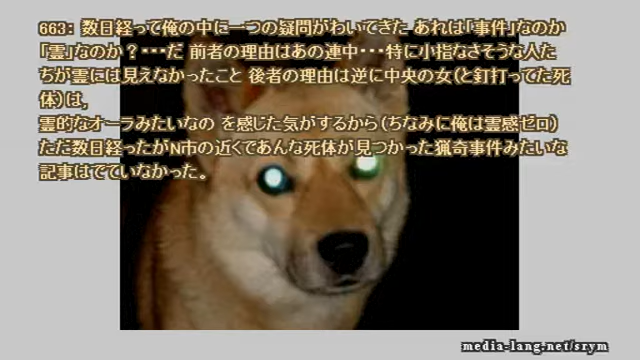 663: 数日経って俺の中に一つの疑問がわいてきた あれは「事件」なのか
「霊」なのか？・・・だ 前者の理由はあの連中・・・特に小指なさそうな人た
ちが霊には見えなかったこと 後者の理由は逆に中央の女(と釘打ってた死
体)は,
霊的なオーラみたいなの を感じた気がするから(ちなみに俺は霊感ゼロ)
ただ数日経ったがN市の近くであんな死体が見つかった猟奇事件みたいな
記事はでていなかった。
media-lang-net/srym